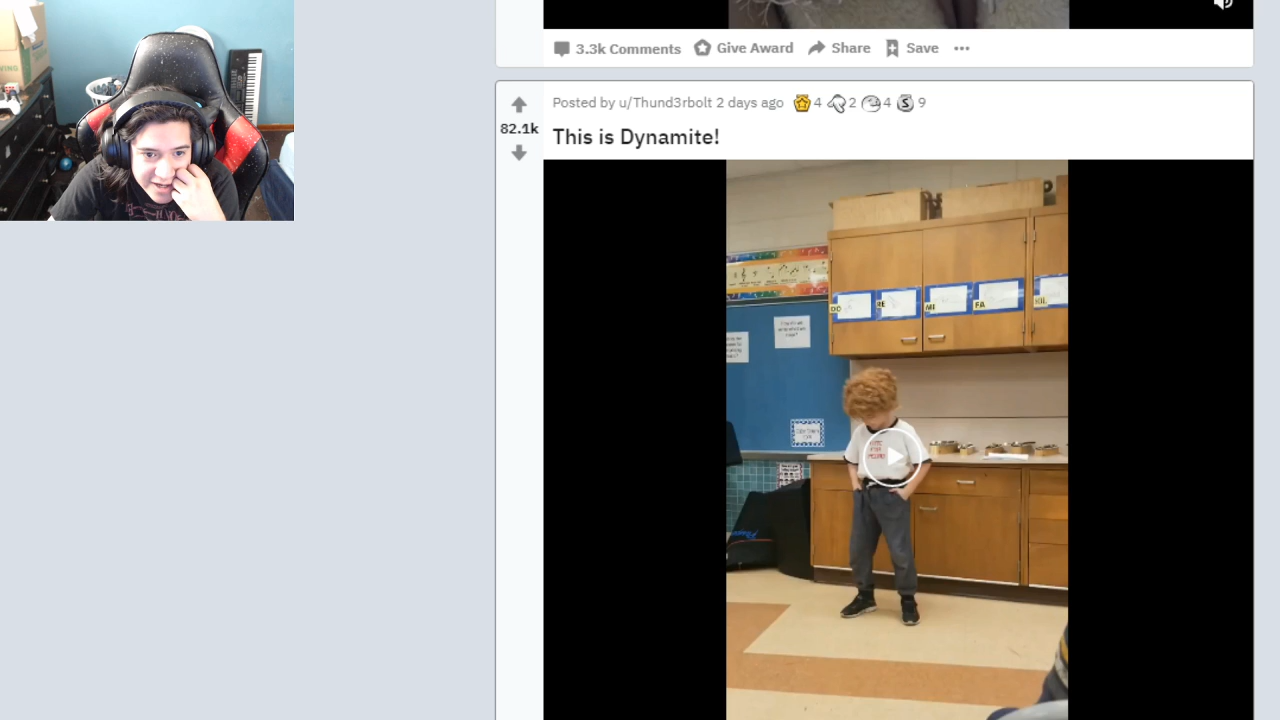 3.3k Comments Give Award Share Save
Posted by u/Thund3rbolt 2 days ago 4 2 4 S 9
82.1k
This is Dynamite!
DO RE MI FA